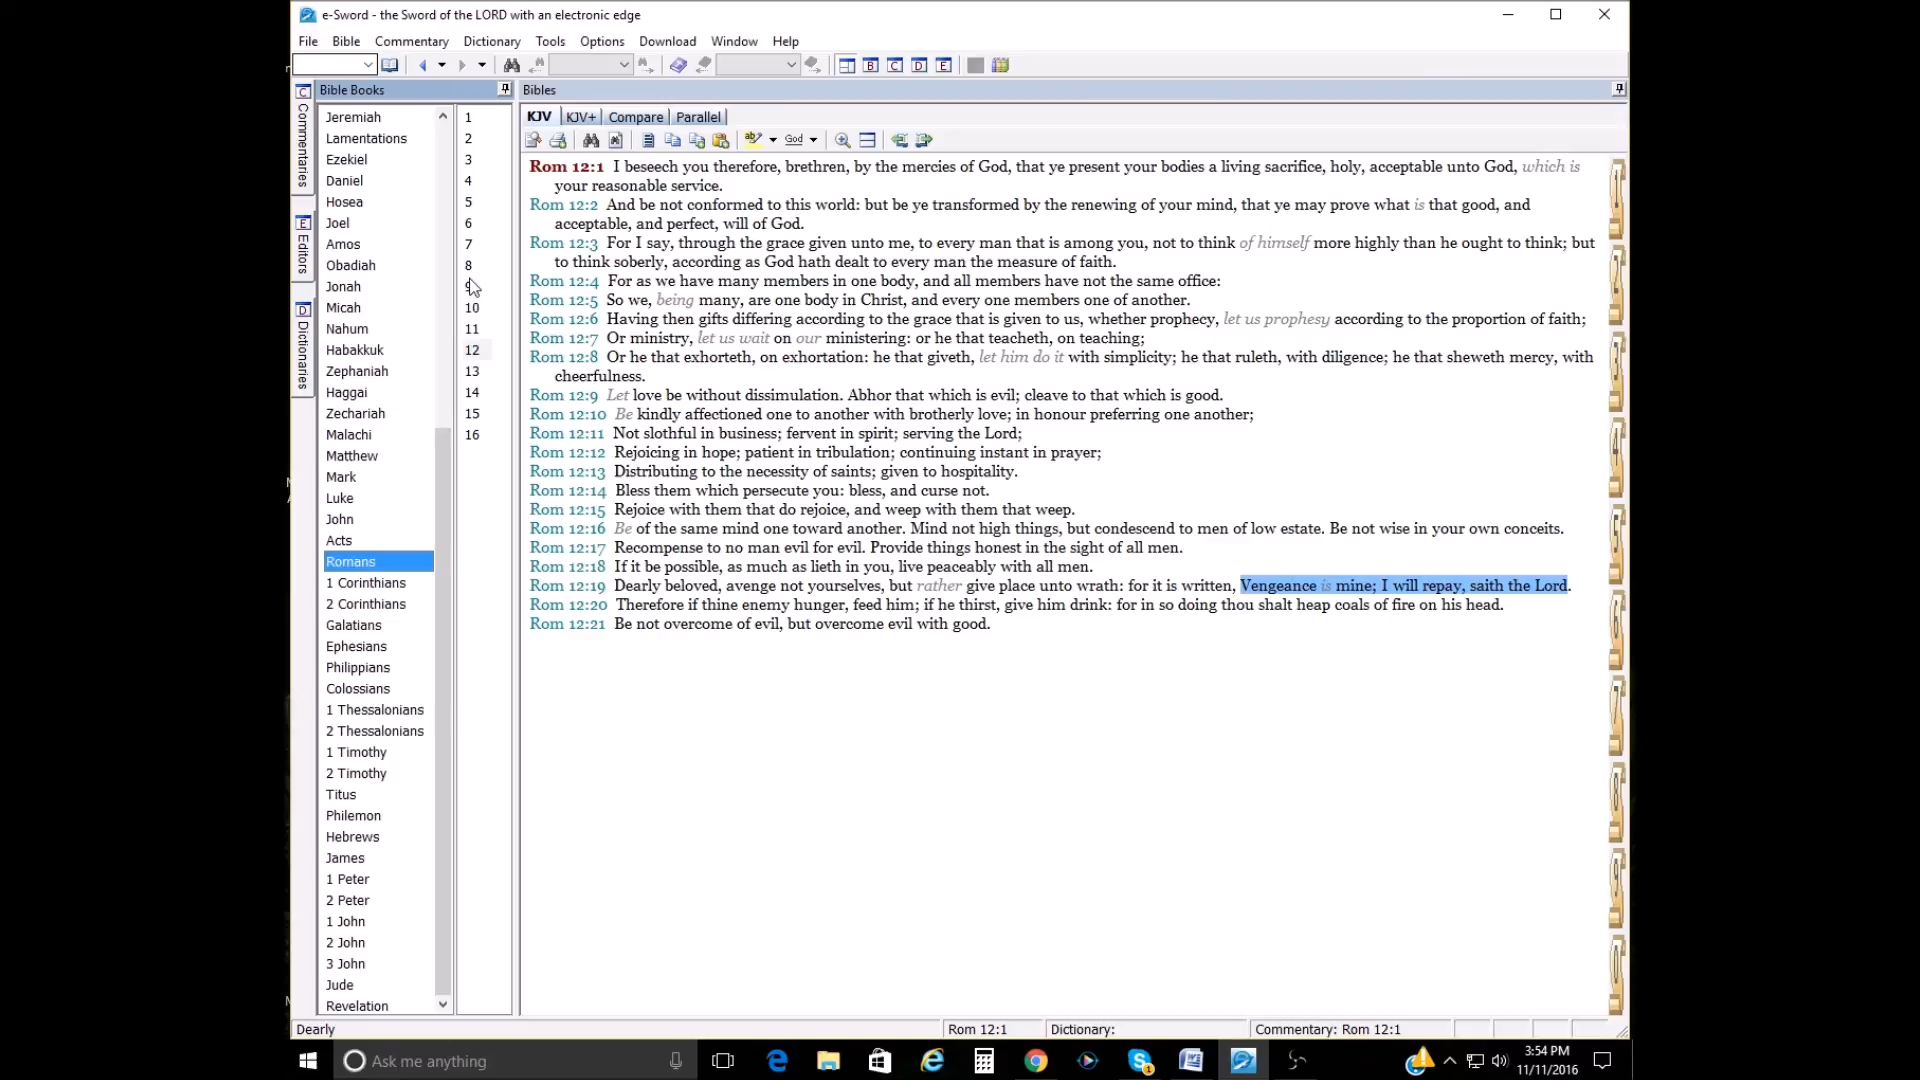 e-Sword - the Sword of the LORD with an electronic edge
File Bible Commentary Dictionary Tools Options Download Window Help
B C D E
Bible Books
Bibles
C Commentaries
E Editors
D Dictionaries
Jeremiah
Lamentations
Ezekiel
Daniel
Hosea
Joel
Amos
Obadiah
Jonah
Micah
Nahum
Habakkuk
Zephaniah
Haggai
Zechariah
Malachi
Matthew
Mark
Luke
John
Acts
Romans
1 Corinthians
2 Corinthians
Galatians
Ephesians
Philippians
Colossians
1 Thessalonians
2 Thessalonians
1 Timothy
2 Timothy
Titus
Philemon
Hebrews
James
1 Peter
2 Peter
1 John
2 John
3 John
Jude
Revelation
1
2
3
4
5
6
7
8
9
10
11
12
13
14
15
16
KJV KJV+ Compare Parallel
ab God
Rom 12:1 I beseech you therefore, brethren, by the mercies of God, that ye present your bodies a living sacrifice, holy, acceptable unto God, which is
your reasonable service.
Rom 12:2 And be not conformed to this world: but be ye transformed by the renewing of your mind, that ye may prove what is that good, and
acceptable, and perfect, will of God.
Rom 12:3 For I say, through the grace given unto me, to every man that is among you, not to think of himself more highly than he ought to think; but
to think soberly, according as God hath dealt to every man the measure of faith.
Rom 12:4 For as we have many members in one body, and all members have not the same office:
Rom 12:5 So we, being many, are one body in Christ, and every one members one of another.
Rom 12:6 Having then gifts differing according to the grace that is given to us, whether prophecy, let us prophesy according to the proportion of faith;
Rom 12:7 Or ministry, let us wait on our ministering: or he that teacheth, on teaching;
Rom 12:8 Or he that exhorteth, on exhortation: he that giveth, let him do it with simplicity; he that ruleth, with diligence; he that sheweth mercy, with
cheerfulness.
Rom 12:9 Let love be without dissimulation. Abhor that which is evil; cleave to that which is good.
Rom 12:10 Be kindly affectioned one to another with brotherly love; in honour preferring one another;
Rom 12:11 Not slothful in business; fervent in spirit; serving the Lord;
Rom 12:12 Rejoicing in hope; patient in tribulation; continuing instant in prayer;
Rom 12:13 Distributing to the necessity of saints; given to hospitality.
Rom 12:14 Bless them which persecute you: bless, and curse not.
Rom 12:15 Rejoice with them that do rejoice, and weep with them that weep.
Rom 12:16 Be of the same mind one toward another. Mind not high things, but condescend to men of low estate. Be not wise in your own conceits.
Rom 12:17 Recompense to no man evil for evil. Provide things honest in the sight of all men.
Rom 12:18 If it be possible, as much as lieth in you, live peaceably with all men.
Rom 12:19 Dearly beloved, avenge not yourselves, but rather give place unto wrath: for it is written, Vengeance is mine; I will repay, saith the Lord.
Rom 12:20 Therefore if thine enemy hunger, feed him; if he thirst, give him drink: for in so doing thou shalt heap coals of fire on his head.
Rom 12:21 Be not overcome of evil, but overcome evil with good.
1
2
3
4
5
6
7
8
9
10
Dearly Rom 12:1 Dictionary: Commentary: Rom 12:1
Ask me anything
3:54 PM
11/11/2016